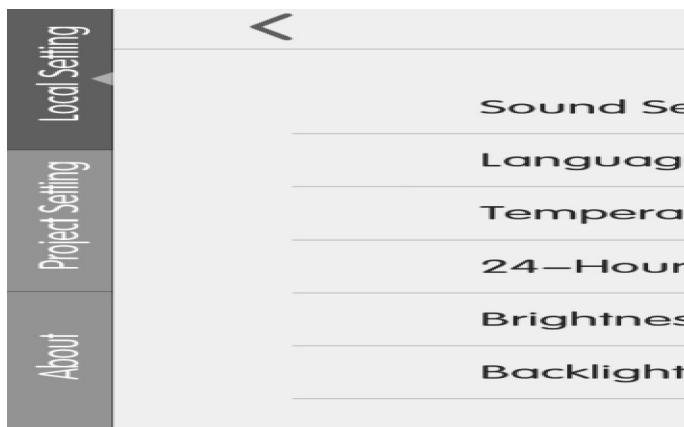 Local Setting
Project Setting
About
Sound Se
Languag
Tempera
24-Hour
Brightnes
Backlight